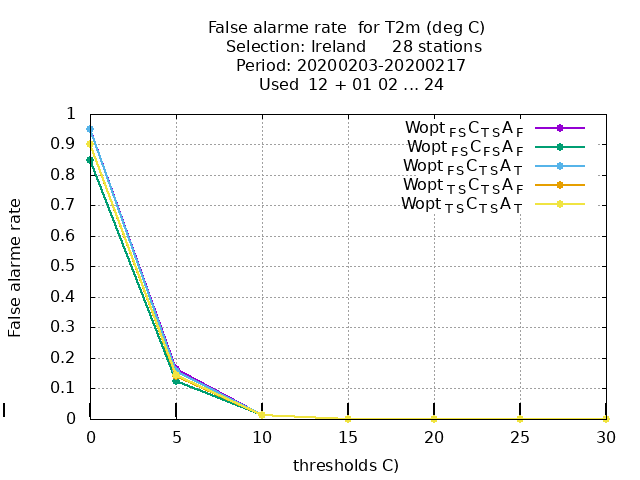 False alarme rate  for T2m (deg C)
Selection: Ireland     28 stations
Period: 20200203-20200217
Used  12 + 01 02 ... 24
Wopt FS C TS A F
Wopt FS C FS A F
Wopt FS C TS A T
Wopt TS C TS A F
Wopt TS C TS A T
False alarme rate
1
0.9
0.8
0.7
0.6
0.5
0.4
0.3
0.2
0.1
0
0 5 10 15 20 25 30
thresholds C)